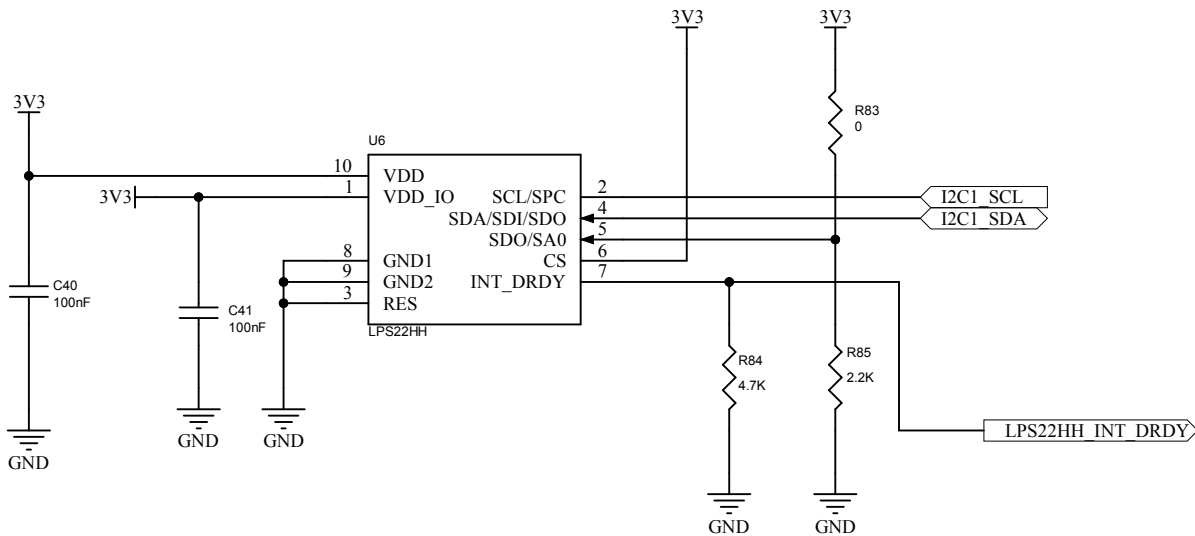 3V3
3V3
3V3
R83
0
U6
10
VDD
1
3V3
VDD_IO
SCL/SPC
2
I2C1_SCL
SDA/SDI/SDO
4
I2C1_SDA
SDO/SA0
5
8
GND1
CS
6
9
GND2
INT_DRDY
7
3
RES
LPS22HH
C40
100nF
C41
100nF
R84
4.7K
R85
2.2K
GND
GND
GND
LPS22HH_INT_DRDY
GND
GND